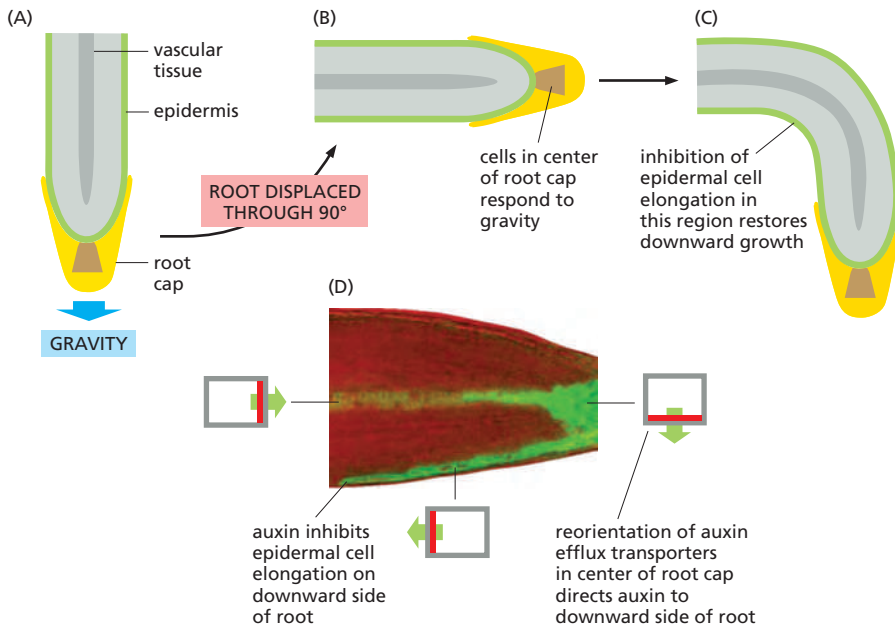 (A)
vascular
tissue
epidermis
ROOT DISPLACED
THROUGH 90°
root
cap
GRAVITY
(B)
cells in center
of root cap
respond to
gravity
(C)
inhibition of
epidermal cell
elongation in
this region restores
downward growth
(D)
auxin inhibits
epidermal cell
elongation on
downward side
of root
reorientation of auxin
efflux transporters
in center of root cap
directs auxin to
downward side of root